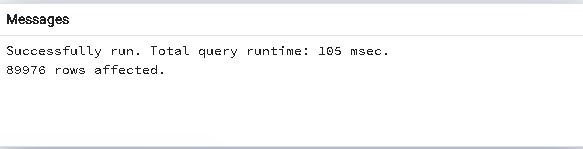 Messages
Successfully run. Total query runtime: 105 msec.
89976 rows affected.